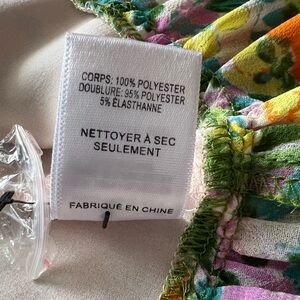 CORPS: 100% POLYESTER
DOUBLURE: 95% POLYESTER
5% ÉLASTHANNE
NETTOYER À SEC
SEULEMENT
FABRIQUÉ EN CHINE